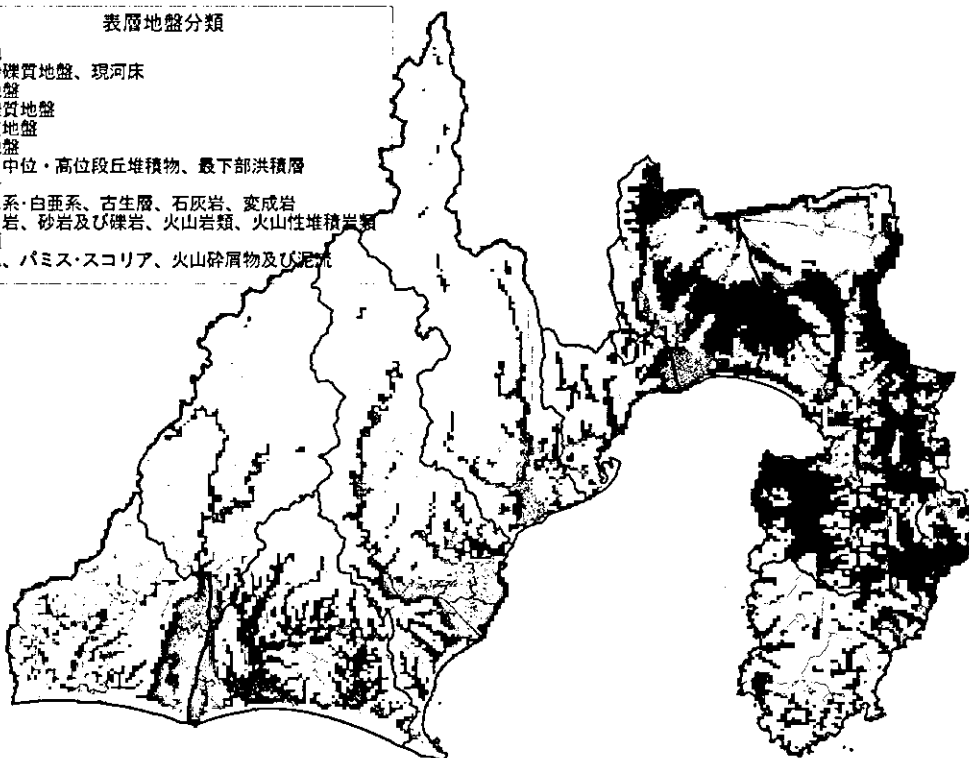 表層地盤分類
礫質地盤、現河床
盤
質地盤
地盤
盤
中位・高位段丘堆積物、最下部洪積層
系・白亜系、古生層、石灰岩、変成岩
岩、砂岩及び礫岩、火山岩類、火山性堆積岩類
、パミス・スコリア、火山砕屑物及び泥流